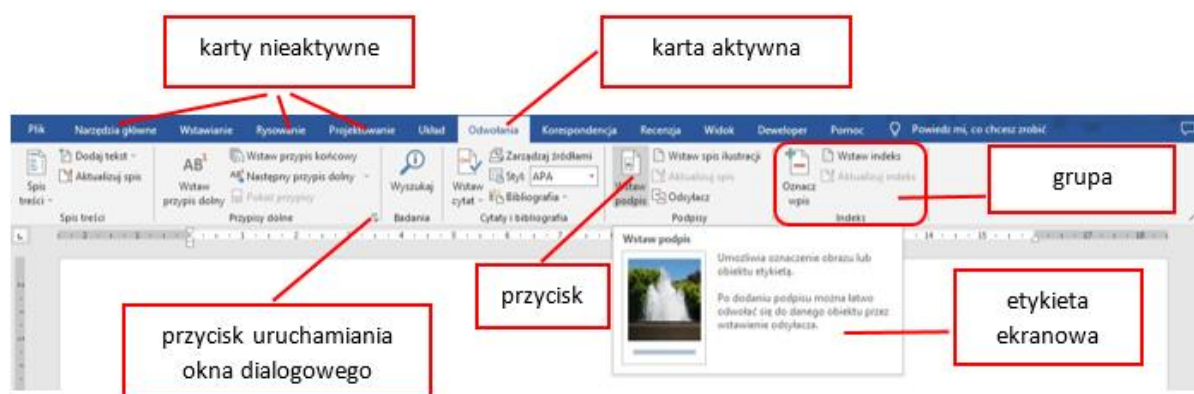 karty nieaktywne
karta aktywna
Plik Narzędzia główne Wstawianie Rysowanie Projektowanie Układ Odwołania Korespondencja Recenzja Widok Deweloper Pomoc Powiedz mi, co chcesz zrobić
Spis treści
Dodaj tekst
Aktualizuj spis
Spis treści
AB¹
Wstaw przypis dolny
Wstaw przypis końcowy
Następny przypis dolny
Pokaż przypisy
Przypisy dolne
Wyszukaj
Badania
Wstaw cytat
Zarządzaj źródłami
Styl: APA
Bibliografia
Cytaty i bibliografia
Wstaw podpis
Wstaw spis ilustracji
Aktualizuj spis
Odsyłacz
Podpisy
Oznacz wpis
Wstaw indeks
Aktualizuj indeks
Indeks
grupa
Wstaw podpis
Umożliwia oznaczenie obrazu lub
obiektu etykietą.
Po dodaniu podpisu można łatwo
odwołać się do danego obiektu przez
wstawienie odsyłacza.
przycisk
etykieta
ekranowa
przycisk uruchamiania
okna dialogowego